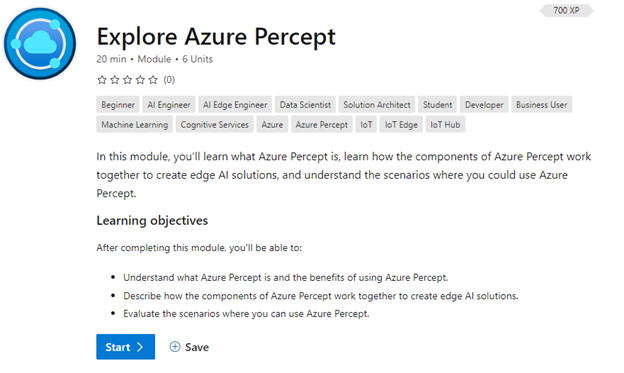 700 XP
Explore Azure Percept
20 min • Module • 6 Units
(0)
Beginner AI Engineer AI Edge Engineer Data Scientist Solution Architect Student Developer Business User
Machine Learning Cognitive Services Azure Azure Percept IoT IoT Edge IoT Hub
In this module, you'll learn what Azure Percept is, learn how the components of Azure Percept work
together to create edge AI solutions, and understand the scenarios where you could use Azure
Percept.
Learning objectives
After completing this module, you'll be able to:
• Understand what Azure Percept is and the benefits of using Azure Percept.
• Describe how the components of Azure Percept work together to create edge AI solutions.
• Evaluate the scenarios where you can use Azure Percept.
Start Save